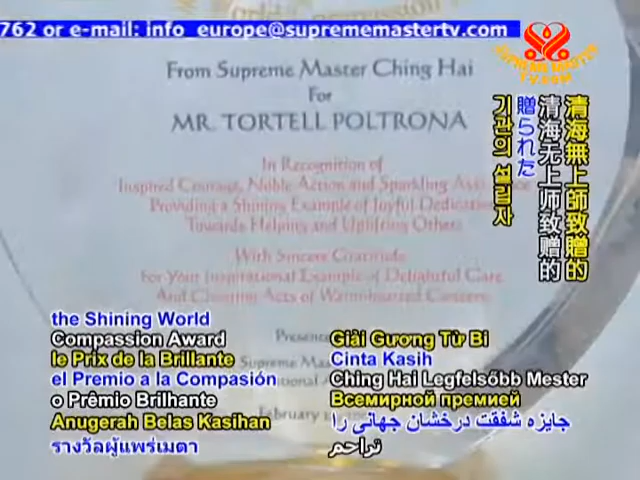 762 or e-mail: info_europe@suprememastertv.com
SUPREME MASTER
TV.COM
From Supreme Master Ching Hai
For
MR. TORTELL POLTRONA
In Recognition of
Inspired Courage, Noble Action and Sparkling
Providing a Shining Example of Joyful Dedication
Towards Helping and Uplifting Others
With Sincere Gratitude
For Your Inspirational Example of Delightful Care
And Cheering Acts of Warm-hearted
清海無上師致贈的
清海无上师致赠的
贈られた
기관의 설립자
the Shining World
Compassion Award
le Prix de la Brillante
el Premio a la Compasión
o Prêmio Brilhante
Anugerah Belas Kasihan
รางวัลผู้แพร่เมตตา
Giải Gương Từ Bi
Cinta Kasih
Ching Hai Legfelsőbb Mester
Всемирной премией
جایزه شفقت درخشان جهانی را
تراحم